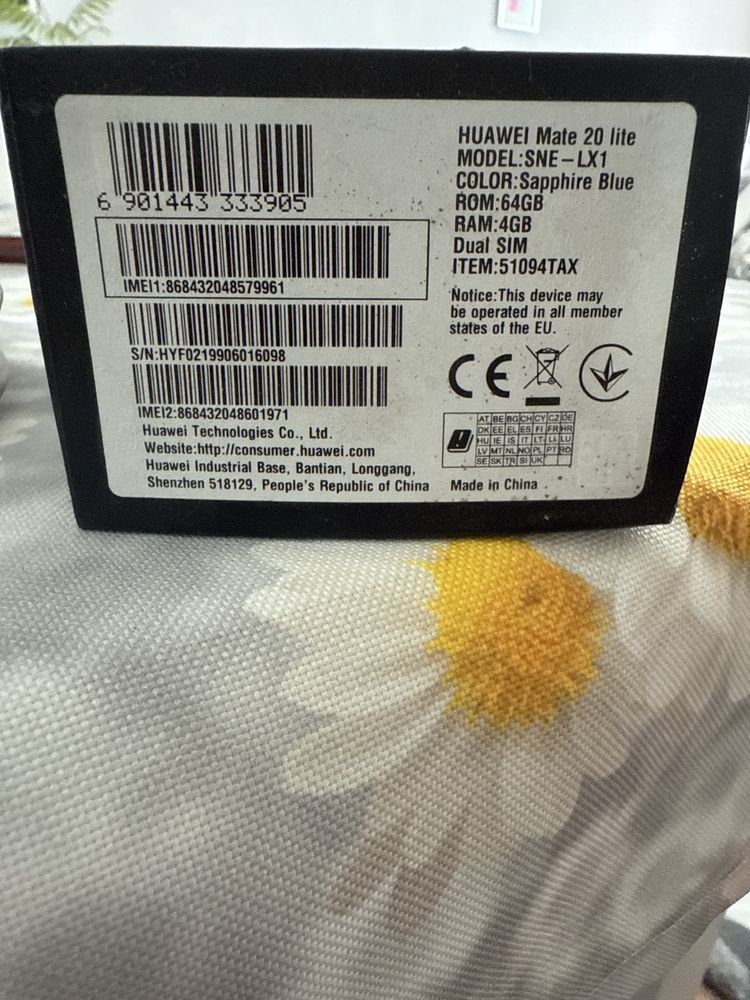 6 901443 333905
IMEI1:868432048579961
S/N:HYF0219906016098
IMEI2:868432048601971
Huawei Technologies Co., Ltd.
Website:http://consumer.huawei.com
Huawei Industrial Base, Bantian, Longgang,
Shenzhen 518129, People's Republic of China
HUAWEI Mate 20 lite
MODEL:SNE-LX1
COLOR:Sapphire Blue
ROM:64GB
RAM:4GB
Dual SIM
ITEM:51094TAX
Notice:This device may
be operated in all member
states of the EU.
CE
AT BE BG CH CY CZ DE
DK EE EL ES FI FR HR
HU IE IS IT LT LI LU
LV MT NL NO PL PT RO
SE SK TR SI UK
Made in China